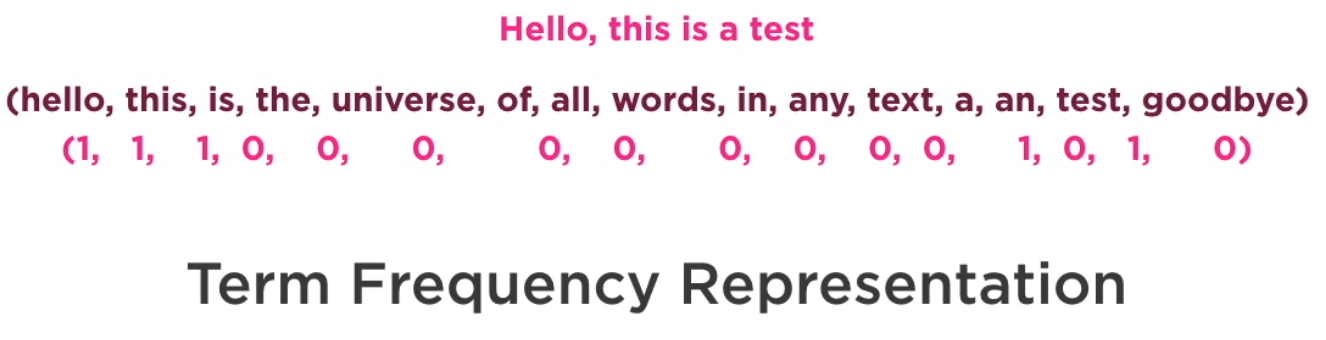 Hello, this is a test
(hello, this, is, the, universe, of, all, words, in, any, text, a, an, test, goodbye)
(1, 1, 1, 0, 0, 0, 0, 0, 0, 0, 0, 0, 1, 0, 1, 0)
Term Frequency Representation